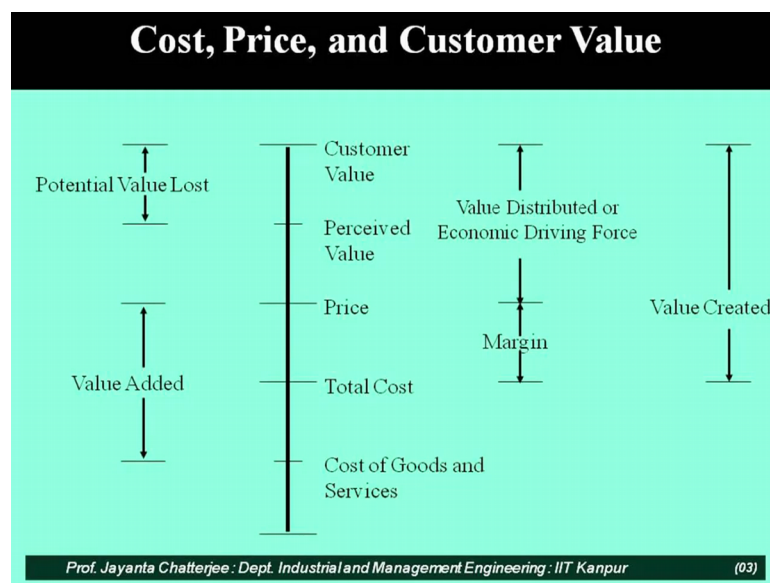 Cost, Price, and Customer Value
Potential Value Lost
Customer
Value
Value Distributed or
Economic Driving Force
Perceived
Value
Price
Value Created
Margin
Value Added
Total Cost
Cost of Goods and
Services
Prof. Jayanta Chatterjee : Dept. Industrial and Management Engineering : IIT Kanpur
(03)